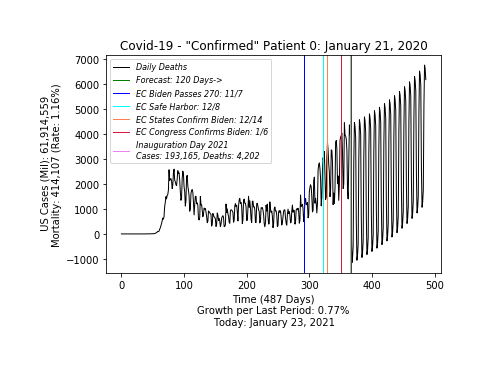 Covid-19 - "Confirmed" Patient 0: January 21, 2020
7000
6000
5000
4000
3000
2000
1000
0
−1000
US Cases (Mil): 61,914,559
Mortality: 414,107 (Rate: 1.16%)
Daily Deaths
Forecast: 120 Days->
EC Biden Passes 270: 11/7
EC Safe Harbor: 12/8
EC States Confirm Biden: 12/14
EC Congress Confirms Biden: 1/6
Inauguration Day 2021
Cases: 193,165, Deaths: 4,202
0 100 200 300 400 500
Time (487 Days)
Growth per Last Period: 0.77%
Today: January 23, 2021